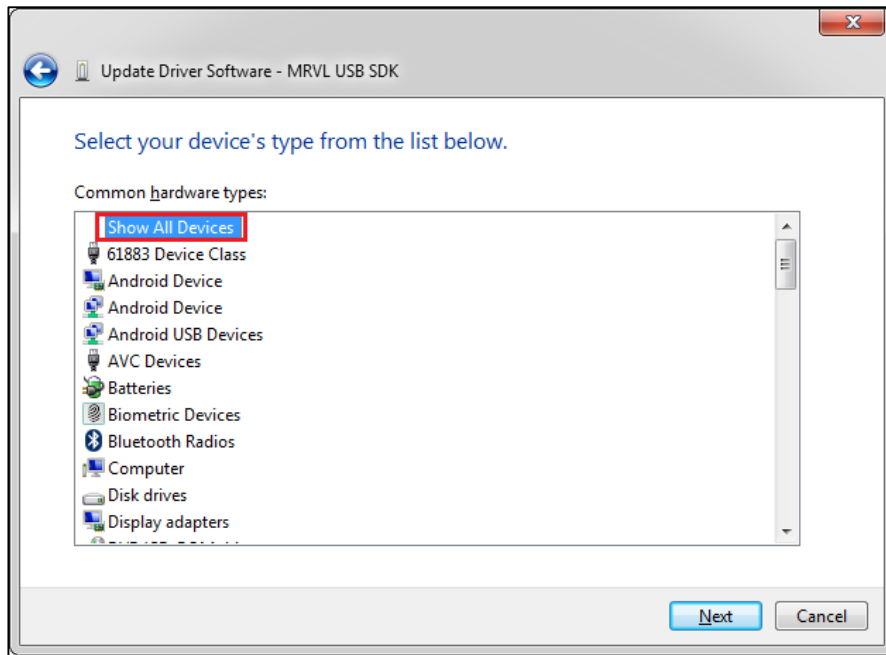 Update Driver Software - MRVL USB SDK
Select your device's type from the list below.
Common hardware types:
Show All Devices
61883 Device Class
Android Device
Android Device
Android USB Devices
AVC Devices
Batteries
Biometric Devices
Bluetooth Radios
Computer
Disk drives
Display adapters
Next
Cancel